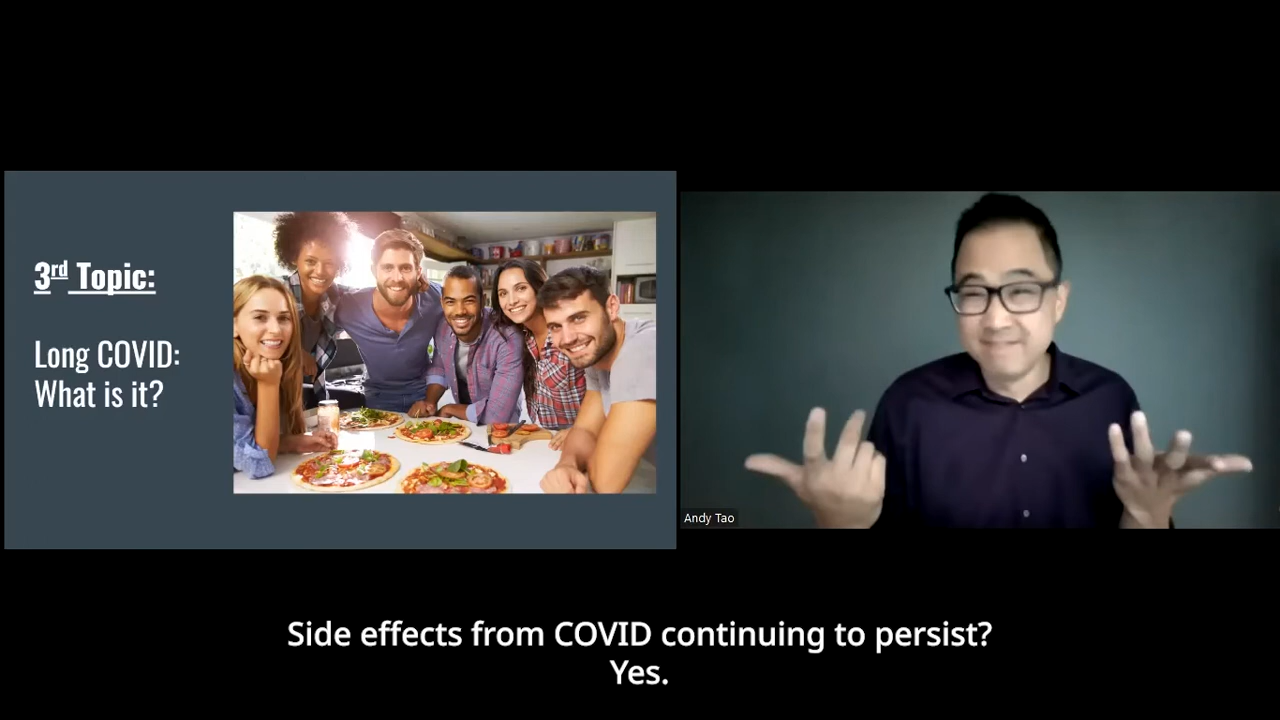 3rd Topic:
Long COVID:
What is it?
Andy Tao
Side effects from COVID continuing to persist?
Yes.